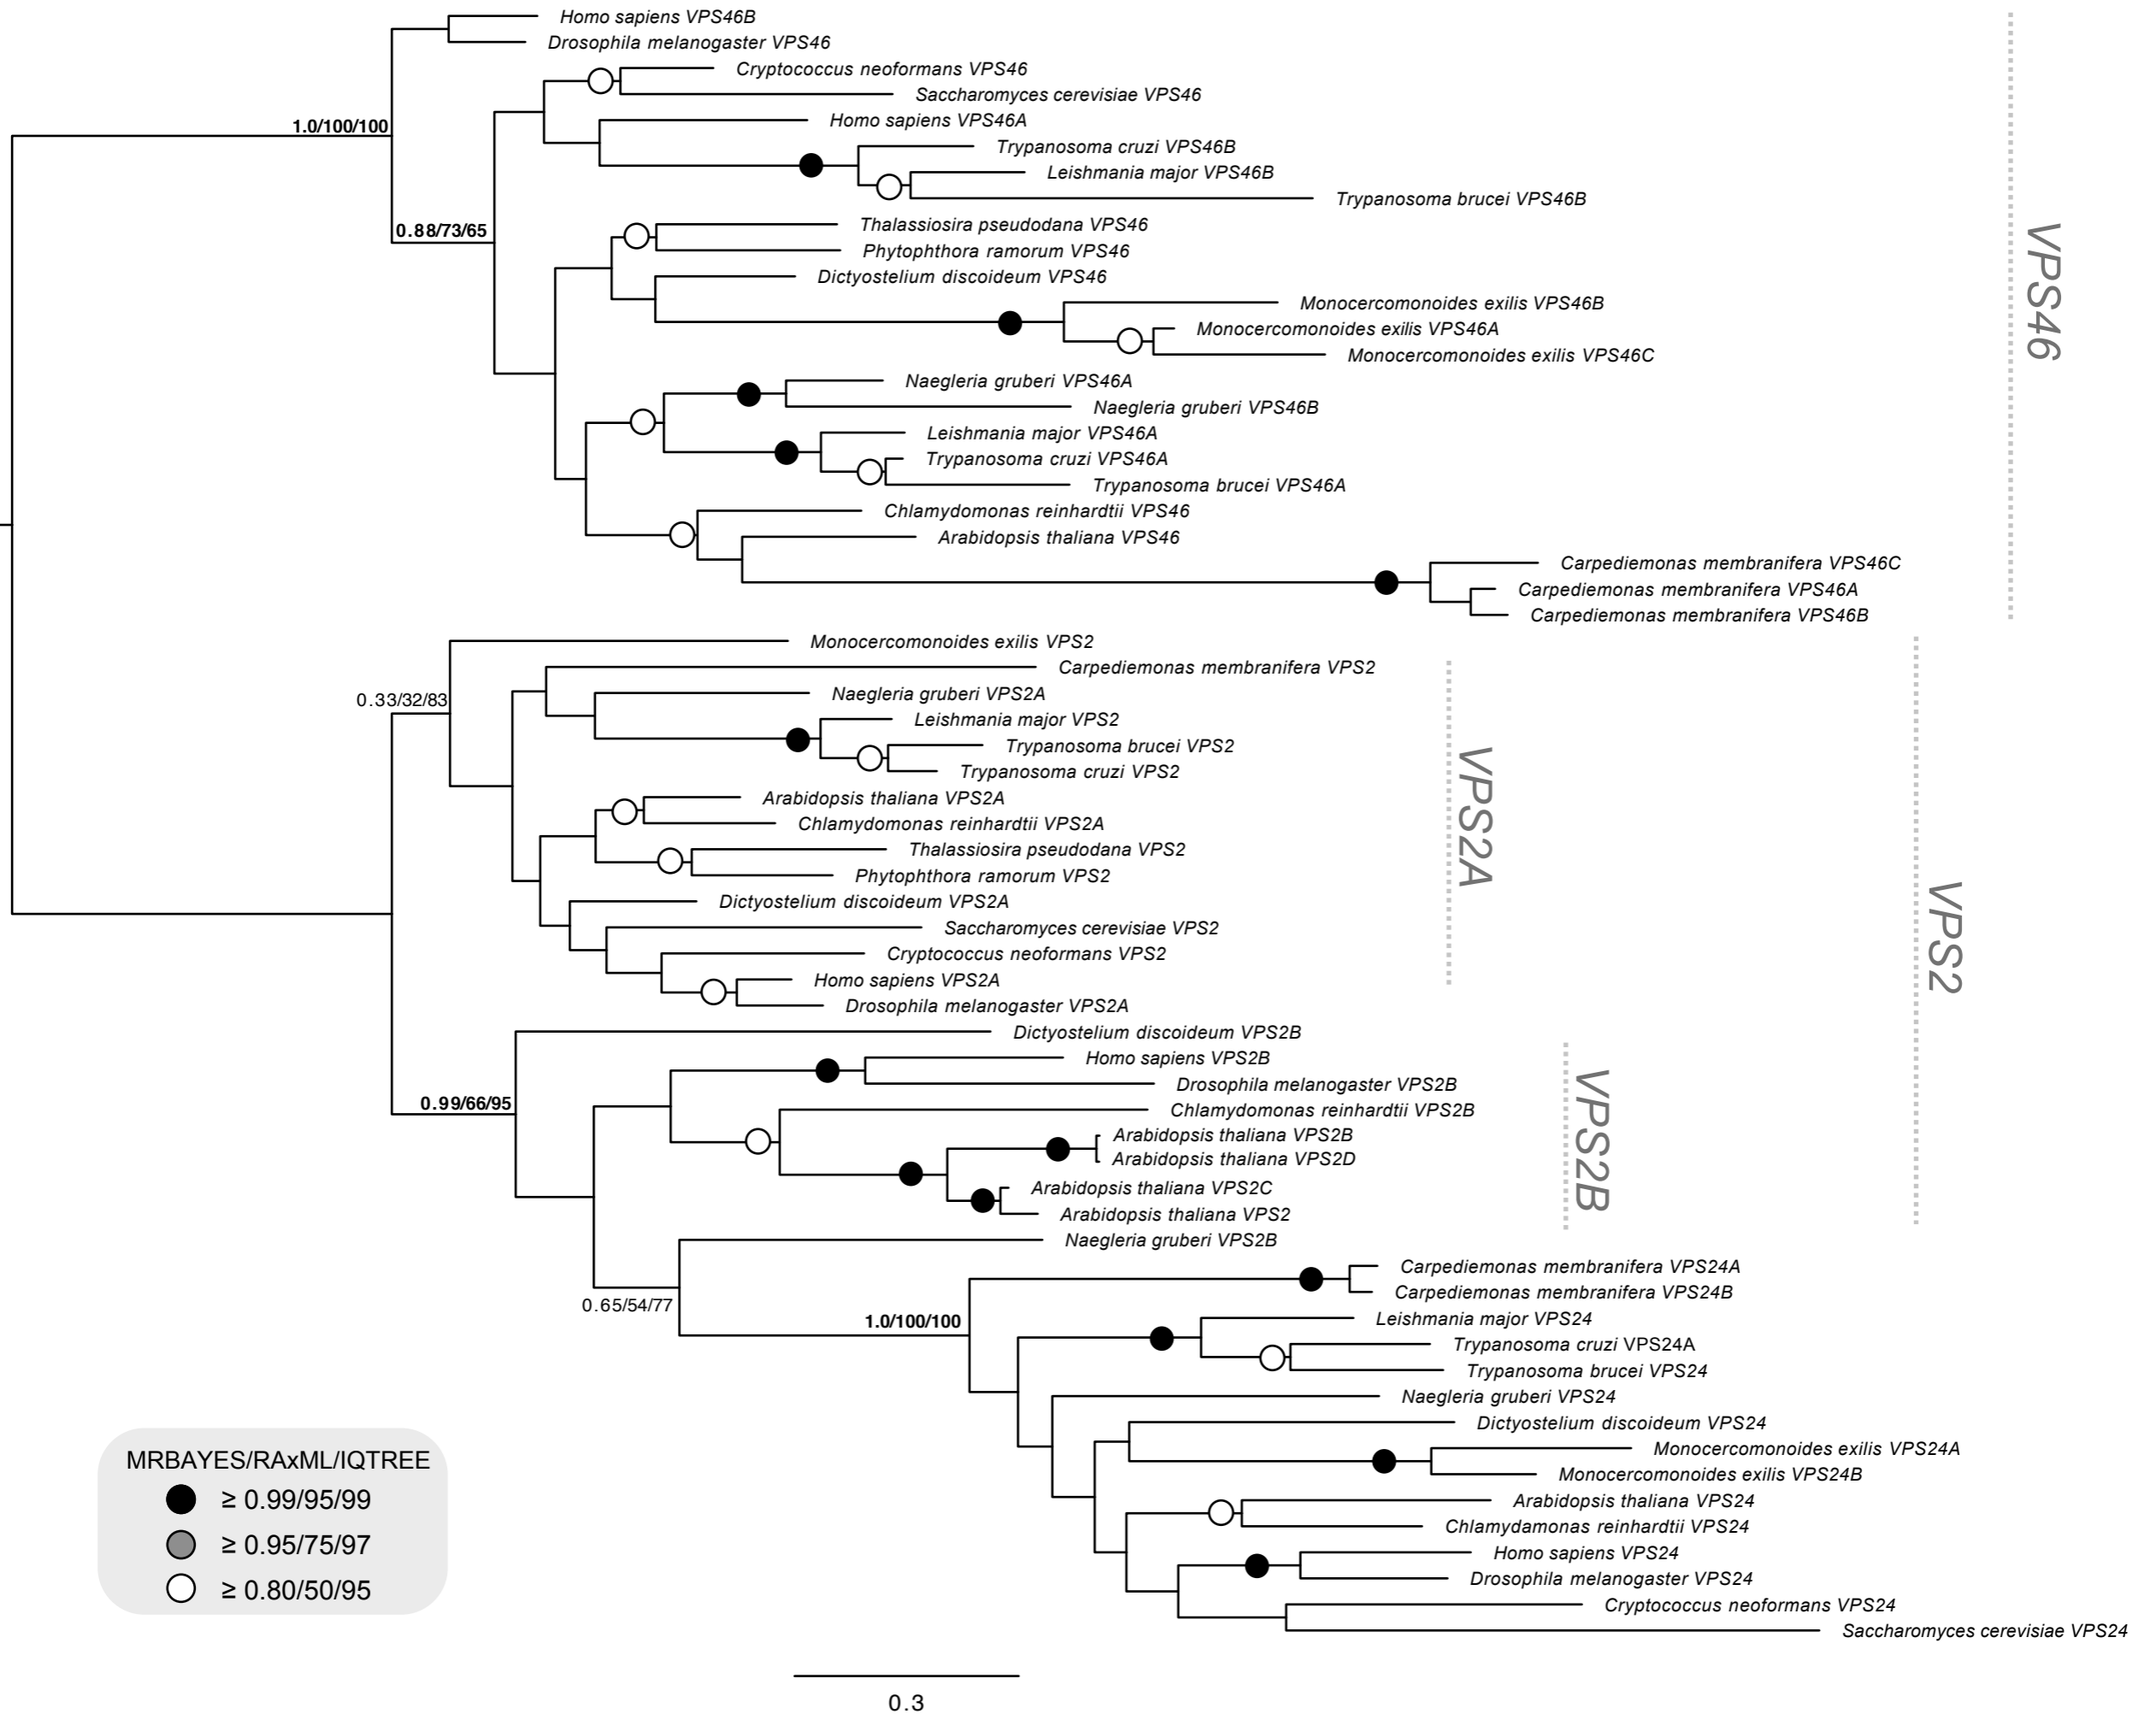 Homo sapiens VPS46B
Drosophila melanogaster VPS46
Cryptococcus neoformans VPS46
Saccharomyces cerevisiae VPS46
Homo sapiens VPS46A
1.0/100/100
Trypanosoma cruzi VPS46B
Leishmania major VPS46B
Trypanosoma brucei VPS46B
Thalassiosira pseudodana VPS46
0.88/73/65
Phytophthora ramorum VPS46
Dictyostelium discoideum VPS46
Monocercomonoides exilis VPS46B
Monocercomonoides exilis VPS46A
Monocercomonoides exilis VPS46C
VPS46
Naegleria gruberi VPS46A
Naegleria gruberi VPS46B
Leishmania major VPS46A
Trypanosoma cruzi VPS46A
Trypanosoma brucei VPS46A
Chlamydomonas reinhardtii VPS46
Arabidopsis thaliana VPS46
Carpediemonas membranifera VPS46C
Carpediemonas membranifera VPS46A
Carpediemonas membranifera VPS46B
Monocercomonoides exilis VPS2
Carpediemonas membranifera VPS2
Naegleria gruberi VPS2A
0.33/32/83
Leishmania major VPS2
Trypanosoma brucei VPS2
Trypanosoma cruzi VPS2
Arabidopsis thaliana VPS2A
Chlamydomonas reinhardtii VPS2A
VPS2A
Thalassiosira pseudodana VPS2
Phytophthora ramorum VPS2
Dictyostelium discoideum VPS2A
Saccharomyces cerevisiae VPS2
VPS2
Cryptococcus neoformans VPS2
Homo sapiens VPS2A
Drosophila melanogaster VPS2A
Dictyostelium discoideum VPS2B
Homo sapiens VPS2B
Drosophila melanogaster VPS2B
0.99/66/95
Chlamydomonas reinhardtii VPS2B
Arabidopsis thaliana VPS2B
VPS2B
Arabidopsis thaliana VPS2D
Arabidopsis thaliana VPS2C
Arabidopsis thaliana VPS2
Naegleria gruberi VPS2B
Carpediemonas membranifera VPS24A
Carpediemonas membranifera VPS24B
0.65/54/77
1.0/100/100
Leishmania major VPS24
Trypanosoma cruzi VPS24A
Trypanosoma brucei VPS24
Naegleria gruberi VPS24
Dictyostelium discoideum VPS24
Monocercomonoides exilis VPS24A
Monocercomonoides exilis VPS24B
Arabidopsis thaliana VPS24
Chlamydamonas reinhardtii VPS24
Homo sapiens VPS24
Drosophila melanogaster VPS24
Cryptococcus neoformans VPS24
Saccharomyces cerevisiae VPS24
MRBAYES/RAxML/IQTREE
≥ 0.99/95/99
≥ 0.95/75/97
≥ 0.80/50/95
0.3